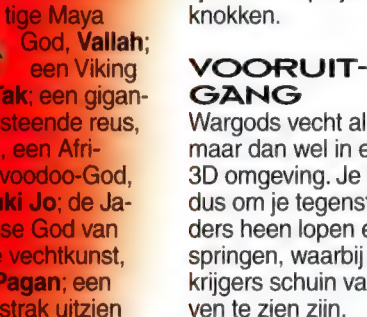 tige Maya
God, Vallah;
een Viking
Tak; een gigan-
steende reus,
, een Afri-
voodoo-God,
ki Jo; de Ja-
se God van
vechtkunst,
Pagan; een
strak uitzien
knokken.
VOORUIT-
GANG
Wargods vecht al
maar dan wel in e
3D omgeving. Je
dus om je tegenst
ders heen lopen e
springen, waarbij
krijgers schuin va
ven te zien zijn.